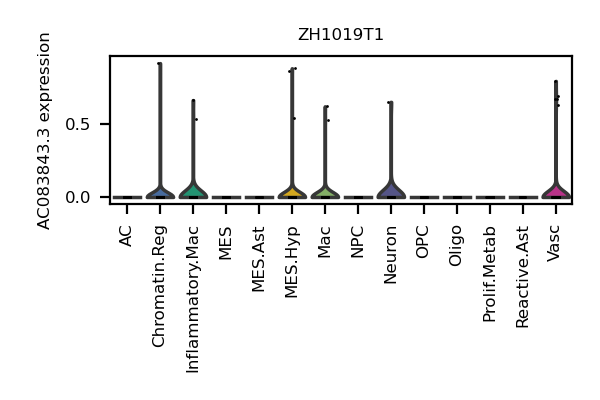 ZH1019T1
AC083843.3 expression
0.5
0.0
AC
Chromatin.Reg
Inflammatory.Mac
MES
MES.Ast
MES.Hyp
Mac
NPC
Neuron
OPC
Oligo
Prolif.Metab
Reactive.Ast
Vasc